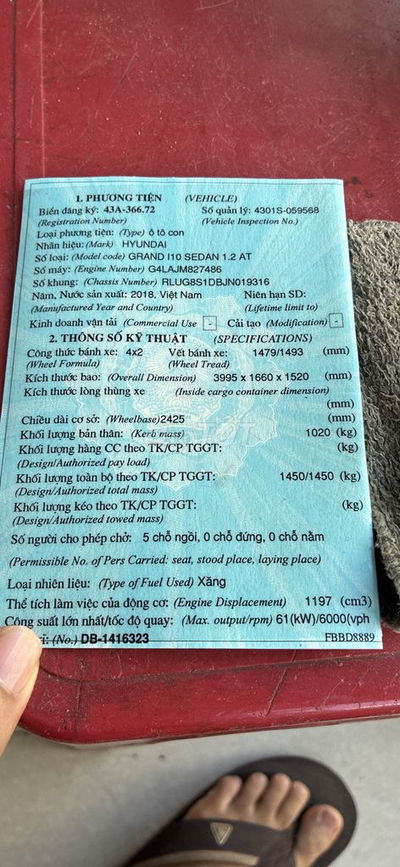 1. PHƯƠNG TIỆN (VEHICLE)
Biển đăng ký: 43A-366.72 Số quản lý: 4301S-059568
(Registration Number) (Vehicle Inspection No.)
Loại phương tiện: (Type) ô tô con
Nhãn hiệu: (Mark) HYUNDAI
Số loại: (Model code) GRAND I10 SEDAN 1.2 AT
Số máy: (Engine Number) G4LAJM827486
Số khung: (Chassis Number) RLUG8S1DBJN019316
Năm, Nước sản xuất: 2018, Việt Nam Niên hạn SD:
(Manufactured Year and Country) (Lifetime limit to)
Kinh doanh vận tải (Commercial Use - Cải tạo (Modification) -
2. THÔNG SỐ KỸ THUẬT (SPECIFICATIONS)
Công thức bánh xe: 4x2 Vết bánh xe: 1479/1493 (mm)
(Wheel Formula) (Wheel Tread)
Kích thước bao: (Overall Dimension) 3995 x 1660 x 1520 (mm)
Kích thước lòng thùng xe (Inside cargo container dimension)
(mm)
Chiều dài cơ sở: (Wheelbase)2425 (mm)
Khối lượng bản thân: (Kerb mass) 1020 (kg)
Khối lượng hàng CC theo TK/CP TGGT: (kg)
(Design/Authorized pay load)
Khối lượng toàn bộ theo TK/CP TGGT: 1450/1450 (kg)
(Design/Authorized total mass)
Khối lượng kéo theo TK/CP TGGT: (kg)
(Design/Authorized towed mass)
Số người cho phép chở: 5 chỗ ngồi, 0 chỗ đứng, 0 chỗ nằm
(Permissible No. of Pers Carried: seat, stood place, laying place)
Loại nhiên liệu: (Type of Fuel Used) Xăng
Thể tích làm việc của động cơ: (Engine Displacement) 1197 (cm3)
Công suất lớn nhất/tốc độ quay: (Max. output/rpm) 61(kW)/6000(vph
(No.) DB-1416323 FBBD8889